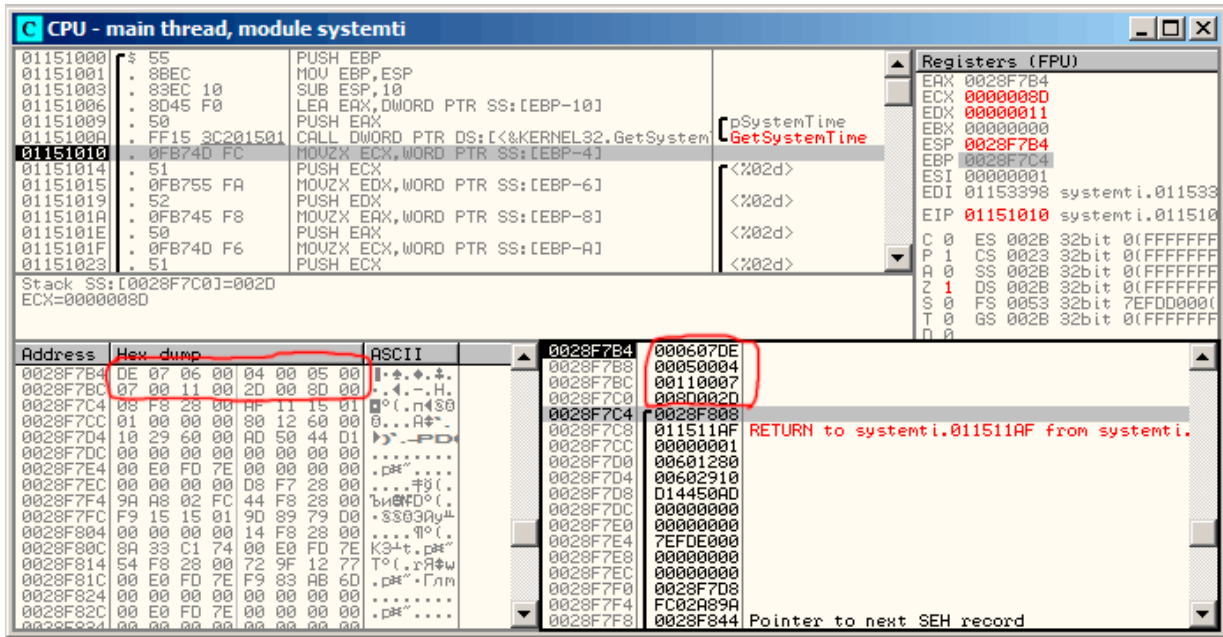 CPU - main thread, module systemti
01151000 $ 55 PUSH EBP
01151001 . 8BEC MOV EBP,ESP
01151003 . 83EC 10 SUB ESP,10
01151006 . 8D45 F0 LEA EAX,DWORD PTR SS:[EBP-10]
01151009 . 50 PUSH EAX pSystemTime
0115100A . FF15 3C201501 CALL DWORD PTR DS:[<&KERNEL32.GetSystem GetSystemTime
01151010 . 0FB74D FC MOVZX ECX,WORD PTR SS:[EBP-4]
01151014 . 51 PUSH ECX <%02d>
01151015 . 0FB755 FA MOVZX EDX,WORD PTR SS:[EBP-6]
01151019 . 52 PUSH EDX <%02d>
0115101A . 0FB745 F8 MOVZX EAX,WORD PTR SS:[EBP-8]
0115101E . 50 PUSH EAX <%02d>
0115101F . 0FB74D F6 MOVZX ECX,WORD PTR SS:[EBP-A]
01151023 . 51 PUSH ECX <%02d>
Stack SS:[0028F7C0]=002D
ECX=0000008D
Registers (FPU)
EAX 0028F7B4
ECX 0000008D
EDX 00000011
EBX 00000000
ESP 0028F7B4
EBP 0028F7C4
ESI 00000001
EDI 01153398 systemti.011533
EIP 01151010 systemti.011510
C 0 ES 002B 32bit 0(FFFFFFF
P 1 CS 0023 32bit 0(FFFFFFF
A 0 SS 002B 32bit 0(FFFFFFF
Z 1 DS 002B 32bit 0(FFFFFFF
S 0 FS 0053 32bit 7EFDD000(
T 0 GS 002B 32bit 0(FFFFFFF
D 0
Address Hex dump ASCII
0028F7B4 DE 07 06 00 04 00 05 00
0028F7BC 07 00 11 00 2D 00 8D 00
0028F7C4 08 F8 28 00 AF 11 15 01
0028F7CC 01 00 00 00 80 12 60 00
0028F7D4 10 29 60 00 AD 50 44 D1
0028F7DC 00 00 00 00 00 00 00 00
0028F7E4 00 E0 FD 7E 00 00 00 00
0028F7EC 00 00 00 00 D8 F7 28 00
0028F7F4 9A A8 02 FC 44 F8 28 00
0028F7FC F9 15 15 01 9D 89 79 D0
0028F804 00 00 00 00 14 F8 28 00
0028F80C 8A 33 C1 74 00 E0 FD 7E
0028F814 54 F8 28 00 72 9F 12 77
0028F81C 00 E0 FD 7E F9 83 AB 6D
0028F824 00 00 00 00 00 00 00 00
0028F82C 00 E0 FD 7E 00 00 00 00
0028F7B4 000607DE
0028F7B8 00050004
0028F7BC 00110007
0028F7C0 008D002D
0028F7C4 0028F808
0028F7C8 011511AF RETURN to systemti.011511AF from systemti.
0028F7CC 00000001
0028F7D0 00601280
0028F7D4 00602910
0028F7D8 D14450AD
0028F7DC 00000000
0028F7E0 00000000
0028F7E4 7EFDE000
0028F7E8 00000000
0028F7EC 00000000
0028F7F0 0028F7D8
0028F7F4 FC02A89A
0028F7F8 0028F844 Pointer to next SEH record